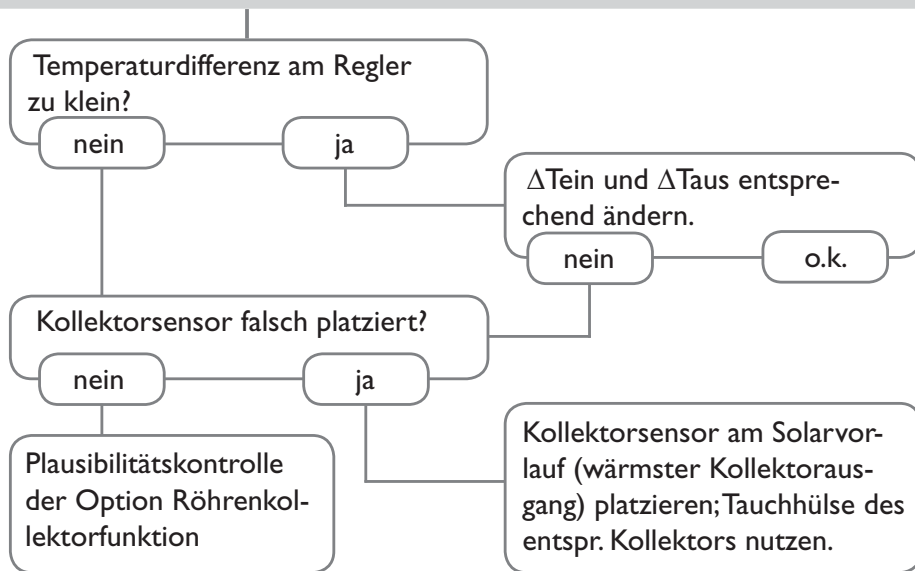 Temperaturdifferenz am Regler
zu klein?
nein
ja
ΔTein und ΔTaus entspre-
chend ändern.
nein
o.k.
Kollektorsensor falsch platziert?
nein
ja
Plausibilitätskontrolle
der Option Röhrenkol-
lektorfunktion
Kollektorsensor am Solarvor-
lauf (wärmster Kollektoraus-
gang) platzieren; Tauchhülse des
entspr. Kollektors nutzen.